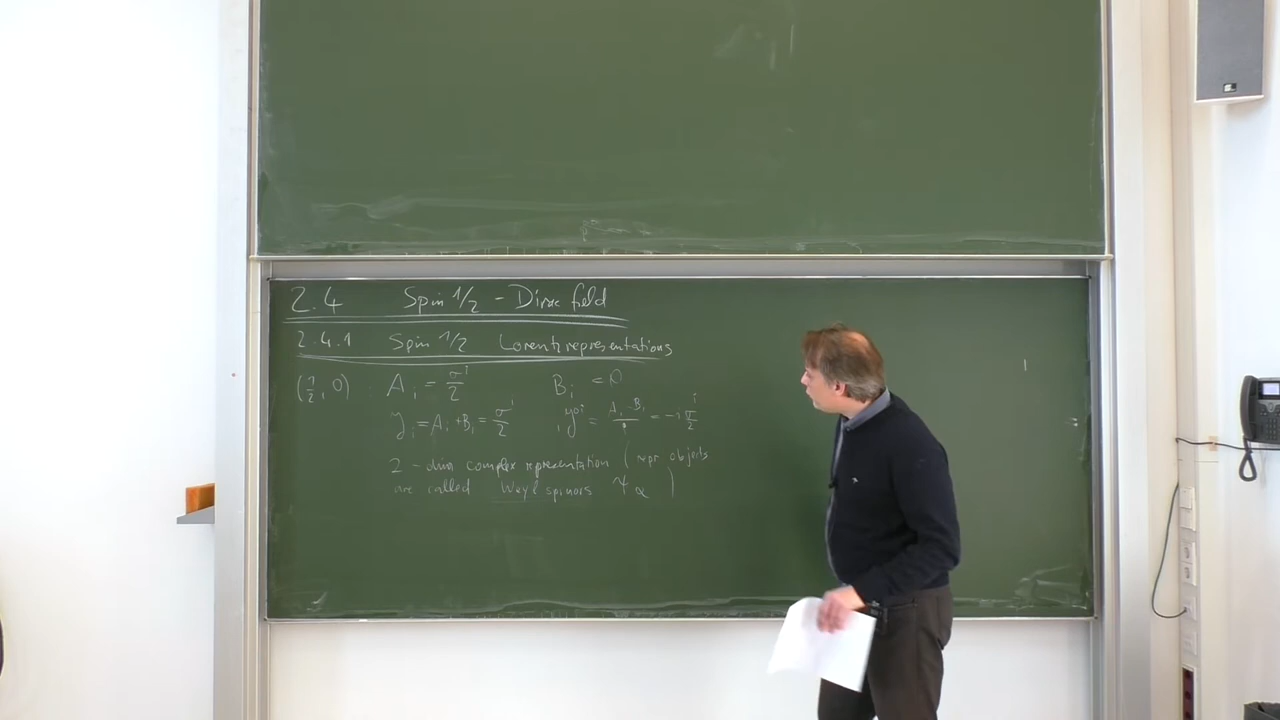 2.4 Spin 1/2 - Dirac field
2.4.1 Spin 1/2 Lorentzrepresentations
(1/2, 0) : A_i = σ^i/2 B_i = 0
J_i = A_i + B_i = σ^i/2 , J^{0i} = (A_i - B_i)/i = -i σ^i/2
2 - dim complex representation (repr objects
are called Weyl spinors ψ_α )